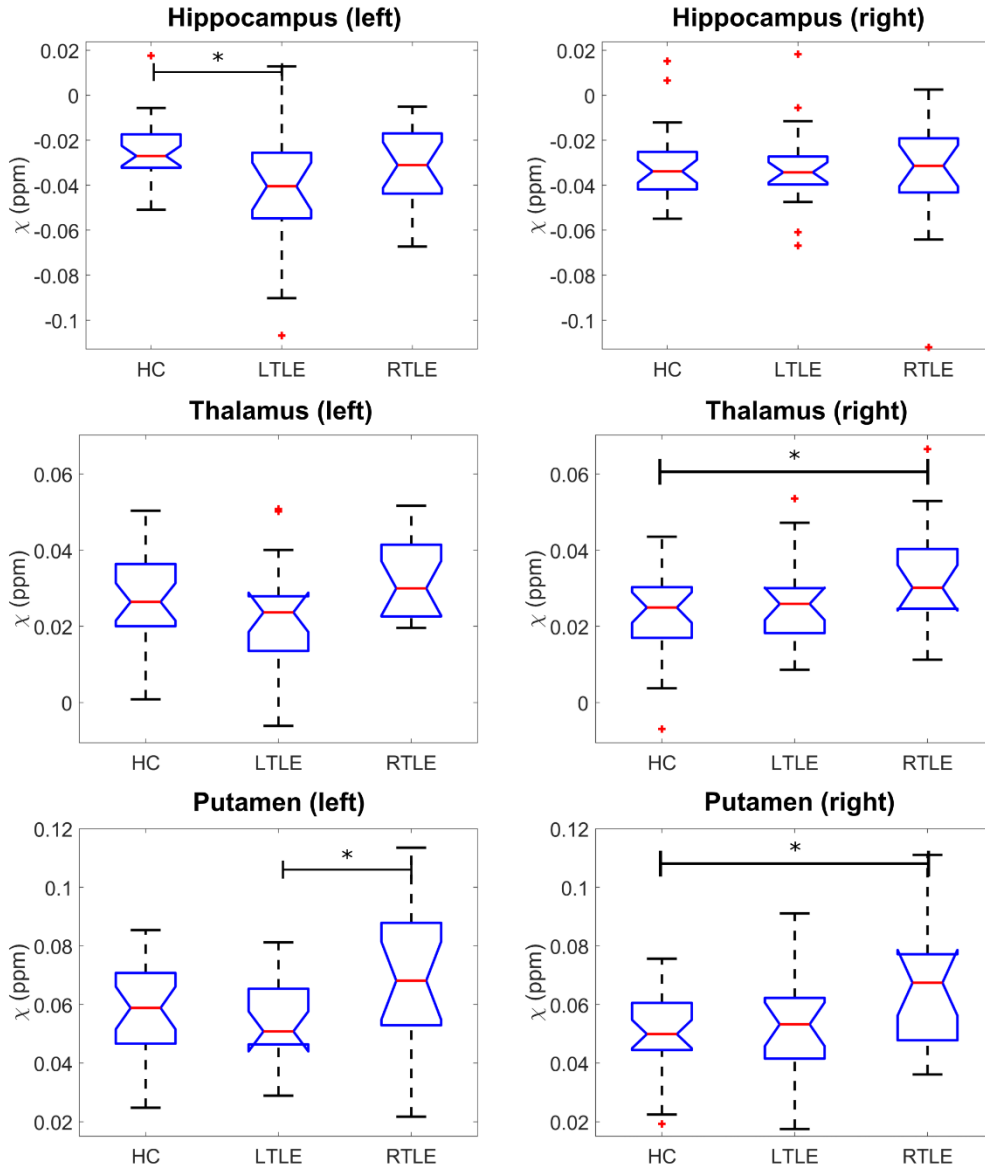 Hippocampus (left)
0.02
0
-0.02
-0.04
-0.06
-0.08
-0.1
χ (ppm)
*
HC LTLE RTLE
Hippocampus (right)
0.02
0
-0.02
-0.04
-0.06
-0.08
-0.1
χ (ppm)
HC LTLE RTLE
Thalamus (left)
0.06
0.04
0.02
0
χ (ppm)
HC LTLE RTLE
Thalamus (right)
0.06
0.04
0.02
0
χ (ppm)
*
HC LTLE RTLE
Putamen (left)
0.12
0.1
0.08
0.06
0.04
0.02
χ (ppm)
*
HC LTLE RTLE
Putamen (right)
0.12
0.1
0.08
0.06
0.04
0.02
χ (ppm)
*
HC LTLE RTLE